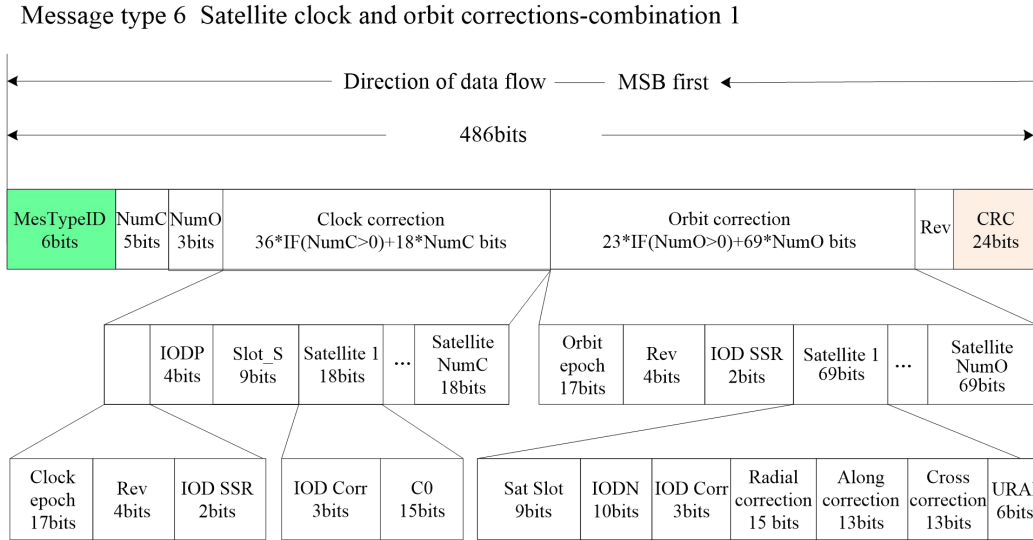 Message type 6 Satellite clock and orbit corrections-combination 1
Direction of data flow MSB first
486bits
MesTypeID
6bits
NumC
5bits
NumO
3bits
Clock correction
36*IF(NumC>0)+18*NumC bits
Orbit correction
23*IF(NumO>0)+69*NumO bits
Rev
CRC
24bits
IODP
4bits
Slot_S
9bits
Satellite 1
18bits
...
Satellite
NumC
18bits
Orbit
epoch
17bits
Rev
4bits
IOD SSR
2bits
Satellite 1
69bits
...
Satellite
NumO
69bits
Clock
epoch
17bits
Rev
4bits
IOD SSR
2bits
IOD Corr
3bits
C0
15bits
Sat Slot
9bits
IODN
10bits
IOD Corr
3bits
Radial
correction
15 bits
Along
correction
13bits
Cross
correction
13bits
URAI
6bits